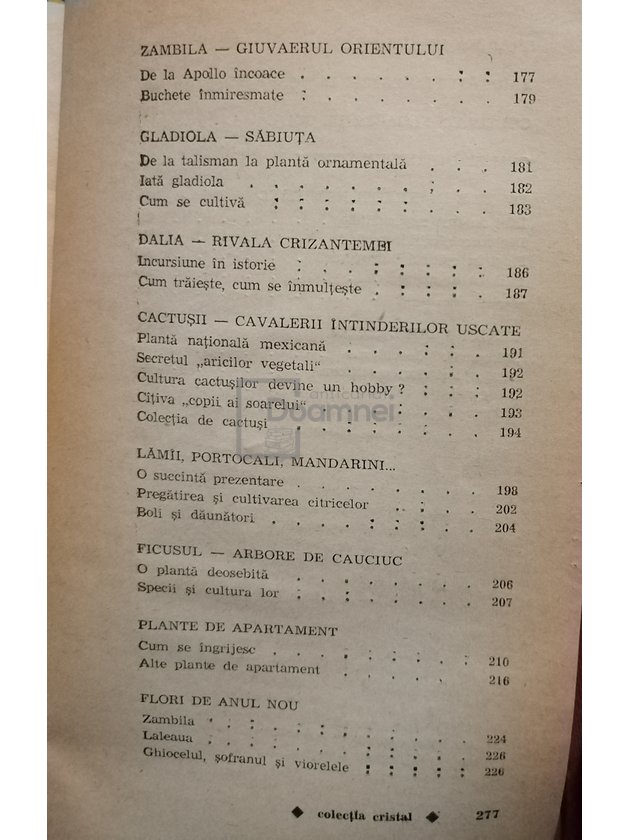 ZAMBILA — GIUVAERUL ORIENTULUI
De la Apollo încoace 177
Buchete înmiresmate 179
GLADIOLA — SĂBIUȚA
De la talisman la plantă ornamentală 181
Iată gladiola 182
Cum se cultivă 183
DALIA — RIVALA CRIZANTEMEI
Incursiune în istorie 186
Cum trăiește, cum se înmulțește 187
CACTUȘII — CAVALERII ÎNTINDERILOR USCATE
Plantă națională mexicană 191
Secretul „aricilor vegetali“ 192
Cultura cactușilor devine un hobby ? 192
Cîțiva „copii ai soarelui“ 193
Colecția de cactuși 194
anticariat
Doamnei
LĂMÎI, PORTOCALI, MANDARINI...
O succintă prezentare 198
Pregătirea și cultivarea citricelor 202
Boli și dăunători 204
FICUSUL — ARBORE DE CAUCIUC
O plantă deosebită 206
Specii și cultura lor 207
PLANTE DE APARTAMENT
Cum se îngrijesc 210
Alte plante de apartament 216
FLORI DE ANUL NOU
Zambila 224
Laleaua 226
Ghiocelul, șofranul și viorelele 226
◆ colecția cristal ◆ 277